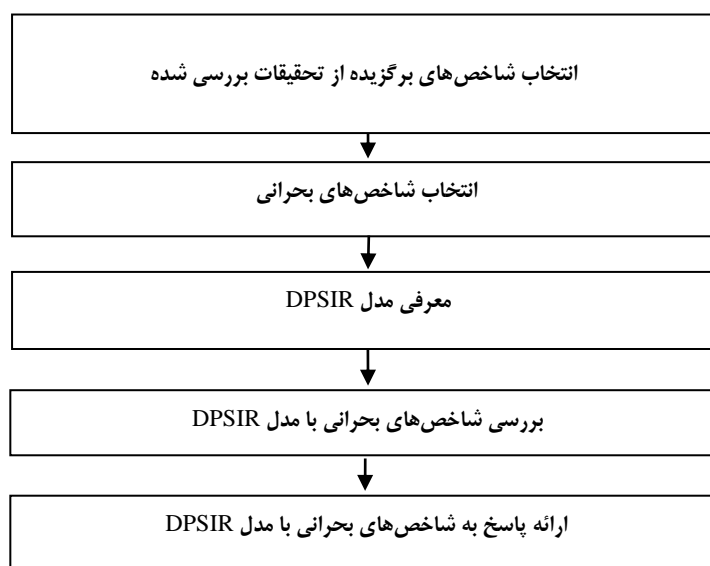 انتخاب شاخص‌های برگزیده از تحقیقات بررسی شده
انتخاب شاخص‌های بحرانی
معرفی مدل DPSIR
بررسی شاخص‌های بحرانی با مدل DPSIR
ارائه پاسخ به شاخص‌های بحرانی با مدل DPSIR